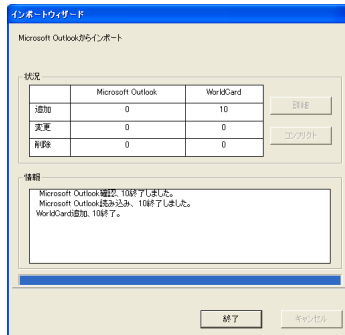 インポートウィザード
Microsoft Outlookからインポート
状況
Microsoft Outlook WorldCard
追加 0 10
変更 0 0
削除 0 0
詳細
コンフリクト
情報
Microsoft Outlook確認、10終了しました。
Microsoft Outlook読み込み、10終了しました。
WorldCard追加、10終了。
終了
キャンセル